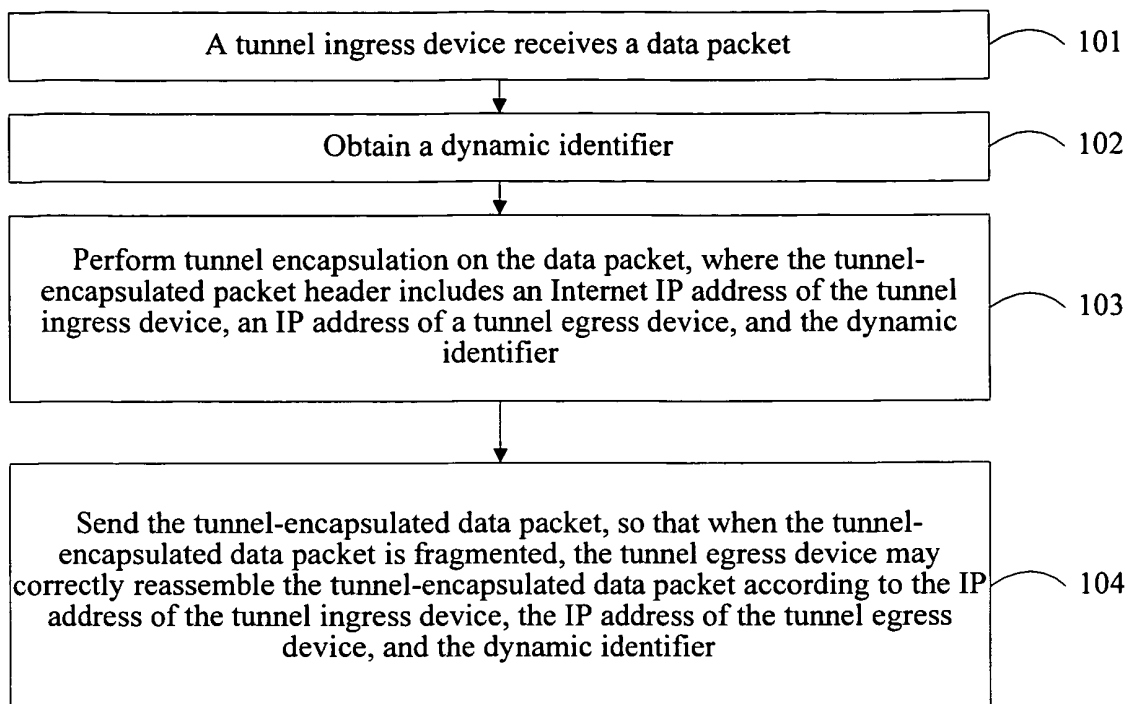 A tunnel ingress device receives a data packet
101
Obtain a dynamic identifier
102
Perform tunnel encapsulation on the data packet, where the tunnel-
encapsulated packet header includes an Internet IP address of the tunnel
ingress device, an IP address of a tunnel egress device, and the dynamic
identifier
103
Send the tunnel-encapsulated data packet, so that when the tunnel-
encapsulated data packet is fragmented, the tunnel egress device may
correctly reassemble the tunnel-encapsulated data packet according to the IP
address of the tunnel ingress device, the IP address of the tunnel egress
device, and the dynamic identifier
104